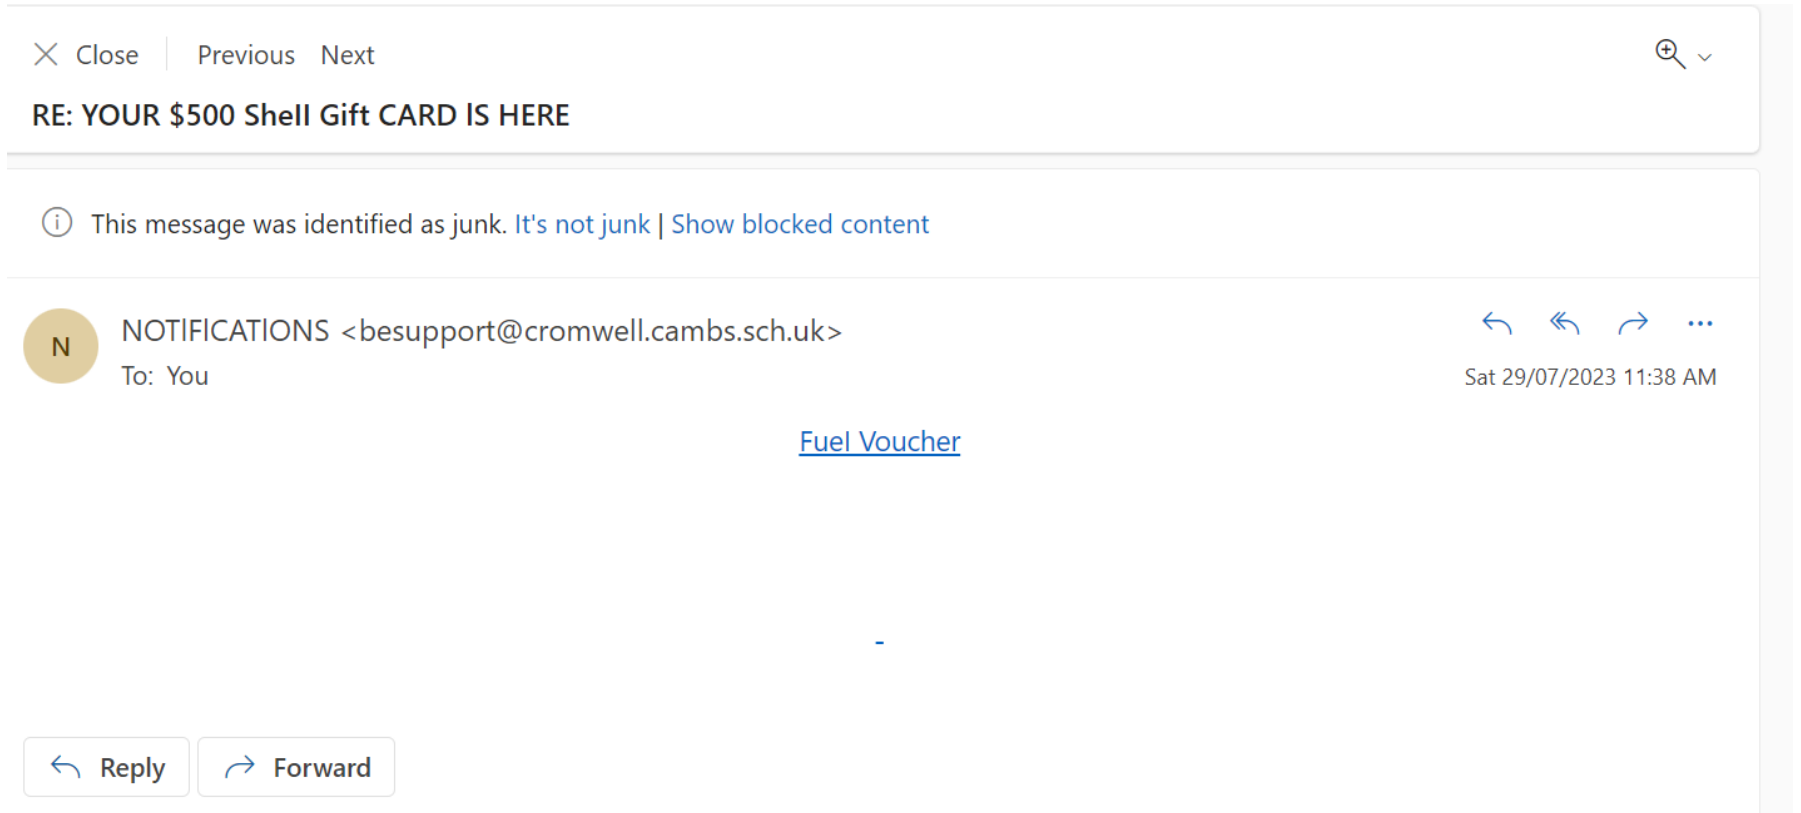 Close Previous Next
RE: YOUR $500 Shell Gift CARD lS HERE
This message was identified as junk. It's not junk | Show blocked content
N
NOTlFlCATlONS <besupport@cromwell.cambs.sch.uk>
To: You
Sat 29/07/2023 11:38 AM
Fuel Voucher
-
Reply Forward